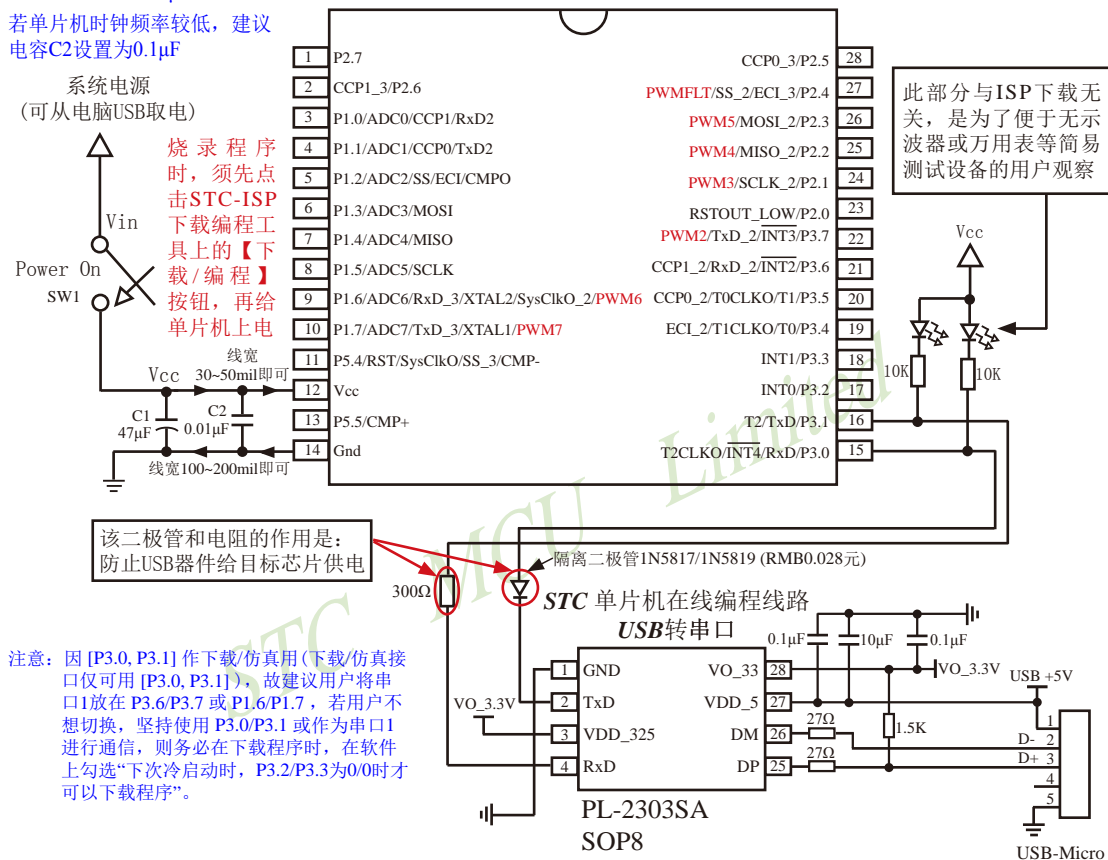 若单片机时钟频率较低，建议
电容C2设置为0.1μF
系统电源
(可从电脑USB取电)
Vin
Power On
SW1
烧录程序
时，须先点
击STC-ISP
下载编程工
具上的【下
载/编程】
按钮，再给
单片机上电
线宽
30~50mil即可
Vcc
C1
47μF
C2
0.01μF
线宽100~200mil即可
1 P2.7
2 CCP1_3/P2.6
3 P1.0/ADC0/CCP1/RxD2
4 P1.1/ADC1/CCP0/TxD2
5 P1.2/ADC2/SS/ECI/CMPO
6 P1.3/ADC3/MOSI
7 P1.4/ADC4/MISO
8 P1.5/ADC5/SCLK
9 P1.6/ADC6/RxD_3/XTAL2/SysClkO_2/PWM6
10 P1.7/ADC7/TxD_3/XTAL1/PWM7
11 P5.4/RST/SysClkO/SS_3/CMP-
12 Vcc
13 P5.5/CMP+
14 Gnd
CCP0_3/P2.5 28
PWMFLT/SS_2/ECI_3/P2.4 27
PWM5/MOSI_2/P2.3 26
PWM4/MISO_2/P2.2 25
PWM3/SCLK_2/P2.1 24
RSTOUT_LOW/P2.0 23
PWM2/TxD_2/INT3/P3.7 22
CCP1_2/RxD_2/INT2/P3.6 21
CCP0_2/T0CLKO/T1/P3.5 20
ECI_2/T1CLKO/T0/P3.4 19
INT1/P3.3 18
INT0/P3.2 17
T2/TxD/P3.1 16
T2CLKO/INT4/RxD/P3.0 15
此部分与ISP下载无
关，是为了便于无示
波器或万用表等简易
测试设备的用户观察
Vcc
10K
10K
STC MCU Limited
该二极管和电阻的作用是：
防止USB器件给目标芯片供电
300Ω
隔离二极管1N5817/1N5819 (RMB0.028元)
STC 单片机在线编程线路
USB转串口
注意：因 [P3.0, P3.1] 作下载/仿真用(下载/仿真接
口仅可用 [P3.0, P3.1] )，故建议用户将串
口1放在 P3.6/P3.7 或 P1.6/P1.7，若用户不
想切换，坚持使用 P3.0/P3.1 或作为串口1
进行通信，则务必在下载程序时，在软件
上勾选“下次冷启动时，P3.2/P3.3为0/0时才
可以下载程序”。
VO_3.3V
1 GND
2 TxD
3 VDD_325
4 RxD
VO_33 28
VDD_5 27
DM 26
DP 25
PL-2303SA
SOP8
0.1μF
10μF
0.1μF
VO_3.3V
1.5K
27Ω
27Ω
USB +5V
D-
D+
1
2
3
4
5
USB-Micro